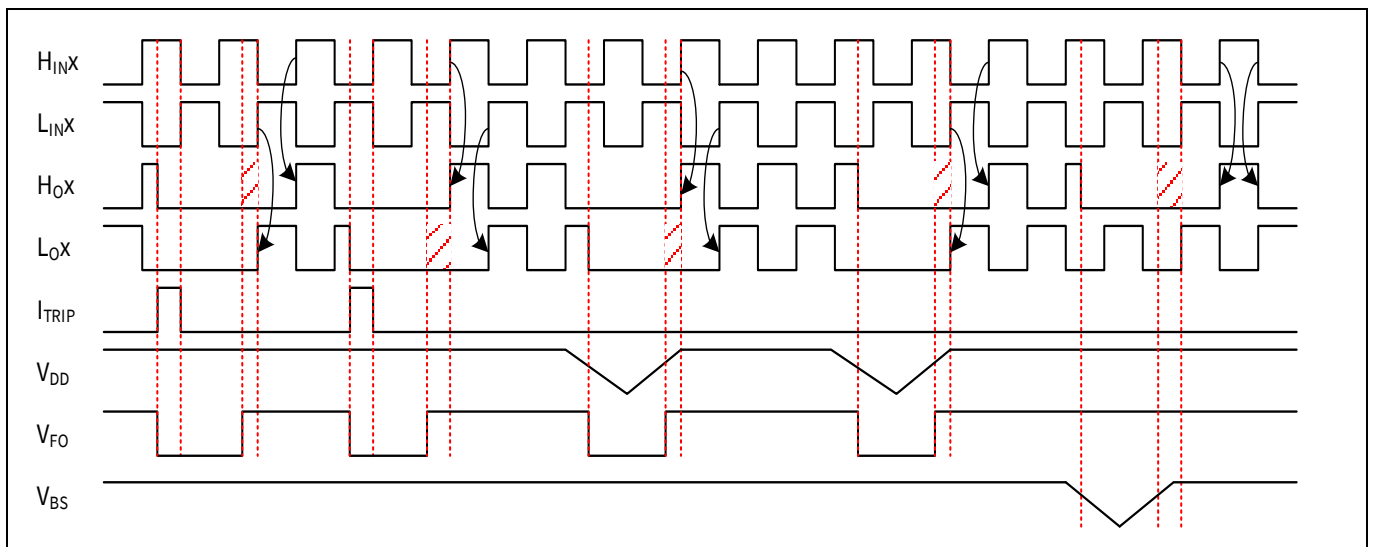 H_INx
L_INx
H_Ox
L_Ox
I_TRIP
V_DD
V_FO
V_BS